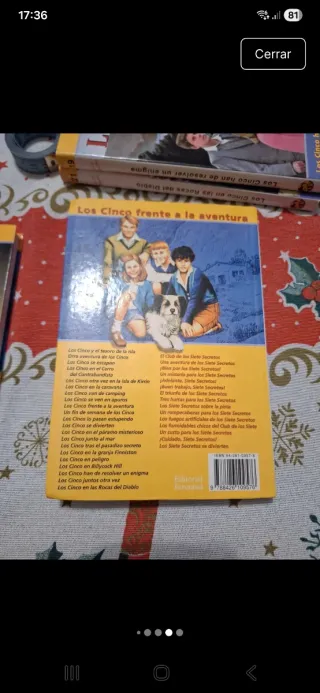 17:36
81
Cerrar
Los Cinco han de resolver un enigma
Los Cinco en las Rocas del Diablo
Los Cinco frente a la aventura
Los Cinco y el tesoro de la isla
Otra aventura de los Cinco
Los Cinco se escapan
Los Cinco en el Cerro
del Contrabandista
Los Cinco otra vez en la isla de Kirrin
Los Cinco en la caravana
Los Cinco van de camping
Los Cinco se ven en apuros
Los Cinco frente a la aventura
Un fin de semana de los Cinco
Los Cinco lo pasan estupendo
Los Cinco se divierten
Los Cinco en el páramo misterioso
Los Cinco junto al mar
Los Cinco tras el pasadizo secreto
Los Cinco en la granja Finniston
Los Cinco en peligro
Los Cinco en Billycock Hill
Los Cinco han de resolver un enigma
Los Cinco juntos otra vez
Los Cinco en las Rocas del Diablo
El Club de los Siete Secretos
Una aventura de los Siete Secretos
¡Bien por los Siete Secretos!
Un misterio para los Siete Secretos
¡Adelante, Siete Secretos!
¡Buen trabajo, Siete Secretos!
El triunfo de los Siete Secretos
Tres hurras para los Siete Secretos
Los Siete Secretos sobre la pista
Un rompecabezas para los Siete Secretos
Los fuegos artificiales de los Siete Secretos
Los formidables chicos del Club de los Siete
Un susto para los Siete Secretos
¡Cuidado, Siete Secretos!
Los Siete Secretos se divierten
Editorial
Juventud